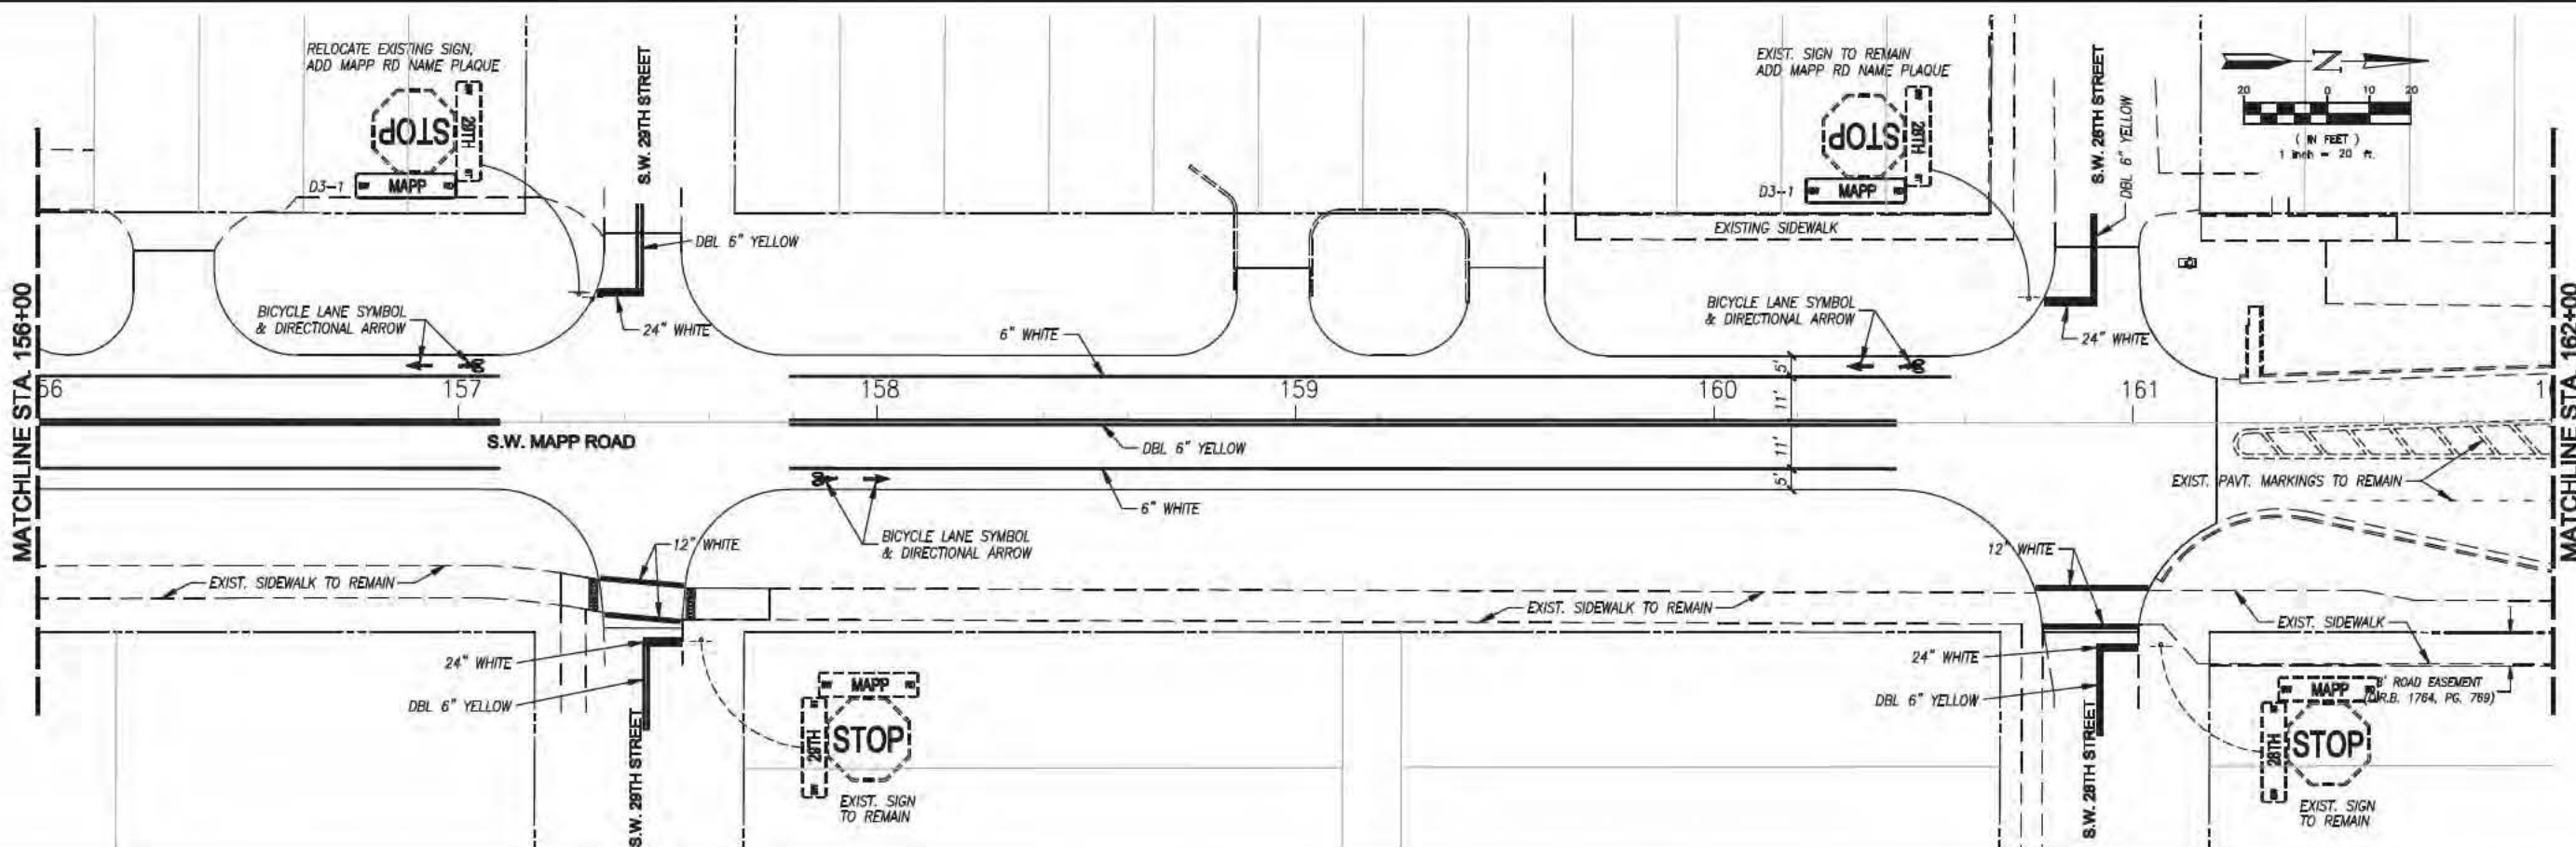 MATCHLINE STA. 156+00
RELOCATE EXISTING SIGN,
ADD MAPP RD NAME PLAQUE
STOP
29TH
D3-1
MAPP
S.W. 29TH STREET
DBL 6" YELLOW
24" WHITE
BICYCLE LANE SYMBOL
& DIRECTIONAL ARROW
6" WHITE
EXIST. SIGN TO REMAIN
ADD MAPP RD NAME PLAQUE
STOP
28TH
D3-1
MAPP
EXISTING SIDEWALK
S.W. 28TH STREET
DBL 6" YELLOW
24" WHITE
BICYCLE LANE SYMBOL
& DIRECTIONAL ARROW
N
20 0 10 20
( IN FEET )
1 inch = 20 ft.
56 157 158 159 160 161 1
5'
11'
11'
5'
S.W. MAPP ROAD
DBL 6" YELLOW
6" WHITE
BICYCLE LANE SYMBOL
& DIRECTIONAL ARROW
EXIST. PAVT. MARKINGS TO REMAIN
12" WHITE
12" WHITE
EXIST. SIDEWALK TO REMAIN
EXIST. SIDEWALK TO REMAIN
EXIST. SIDEWALK
24" WHITE
DBL 6" YELLOW
S.W. 29TH STREET
MAPP RD
29TH
STOP
EXIST. SIGN
TO REMAIN
24" WHITE
DBL 6" YELLOW
S.W. 28TH STREET
8' ROAD EASEMENT
(O.R.B. 1764, PG. 769)
MAPP
28TH
STOP
EXIST. SIGN
TO REMAIN
MATCHLINE STA. 162+00